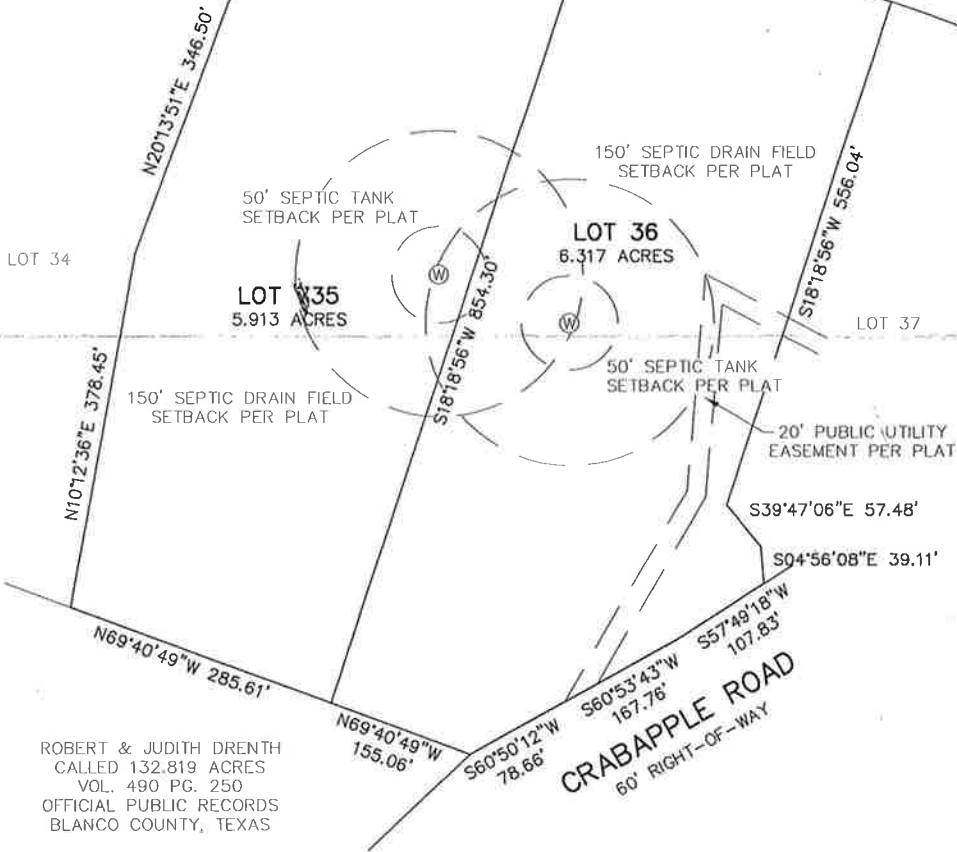 N20°13'51"E 346.50'
150' SEPTIC DRAIN FIELD
SETBACK PER PLAT
50' SEPTIC TANK
SETBACK PER PLAT
LOT 36
6.317 ACRES
S18°18'56"W 556.04'
LOT 34
W
LOT 35
5.913 ACRES
S18°18'56"W 854.30'
W
LOT 37
50' SEPTIC TANK
SETBACK PER PLAT
150' SEPTIC DRAIN FIELD
SETBACK PER PLAT
N10°12'36"E 378.45'
20' PUBLIC UTILITY
EASEMENT PER PLAT
S39°47'06"E 57.48'
S04°56'08"E 39.11'
N69°40'49"W 285.61'
N69°40'49"W
155.06'
S60°50'12"W
78.66'
S60°53'43"W
167.76'
S57°49'18"W
107.83'
CRABAPPLE ROAD
60' RIGHT-OF-WAY
ROBERT & JUDITH DRENTH
CALLED 132.819 ACRES
VOL. 490 PG. 250
OFFICIAL PUBLIC RECORDS
BLANCO COUNTY, TEXAS